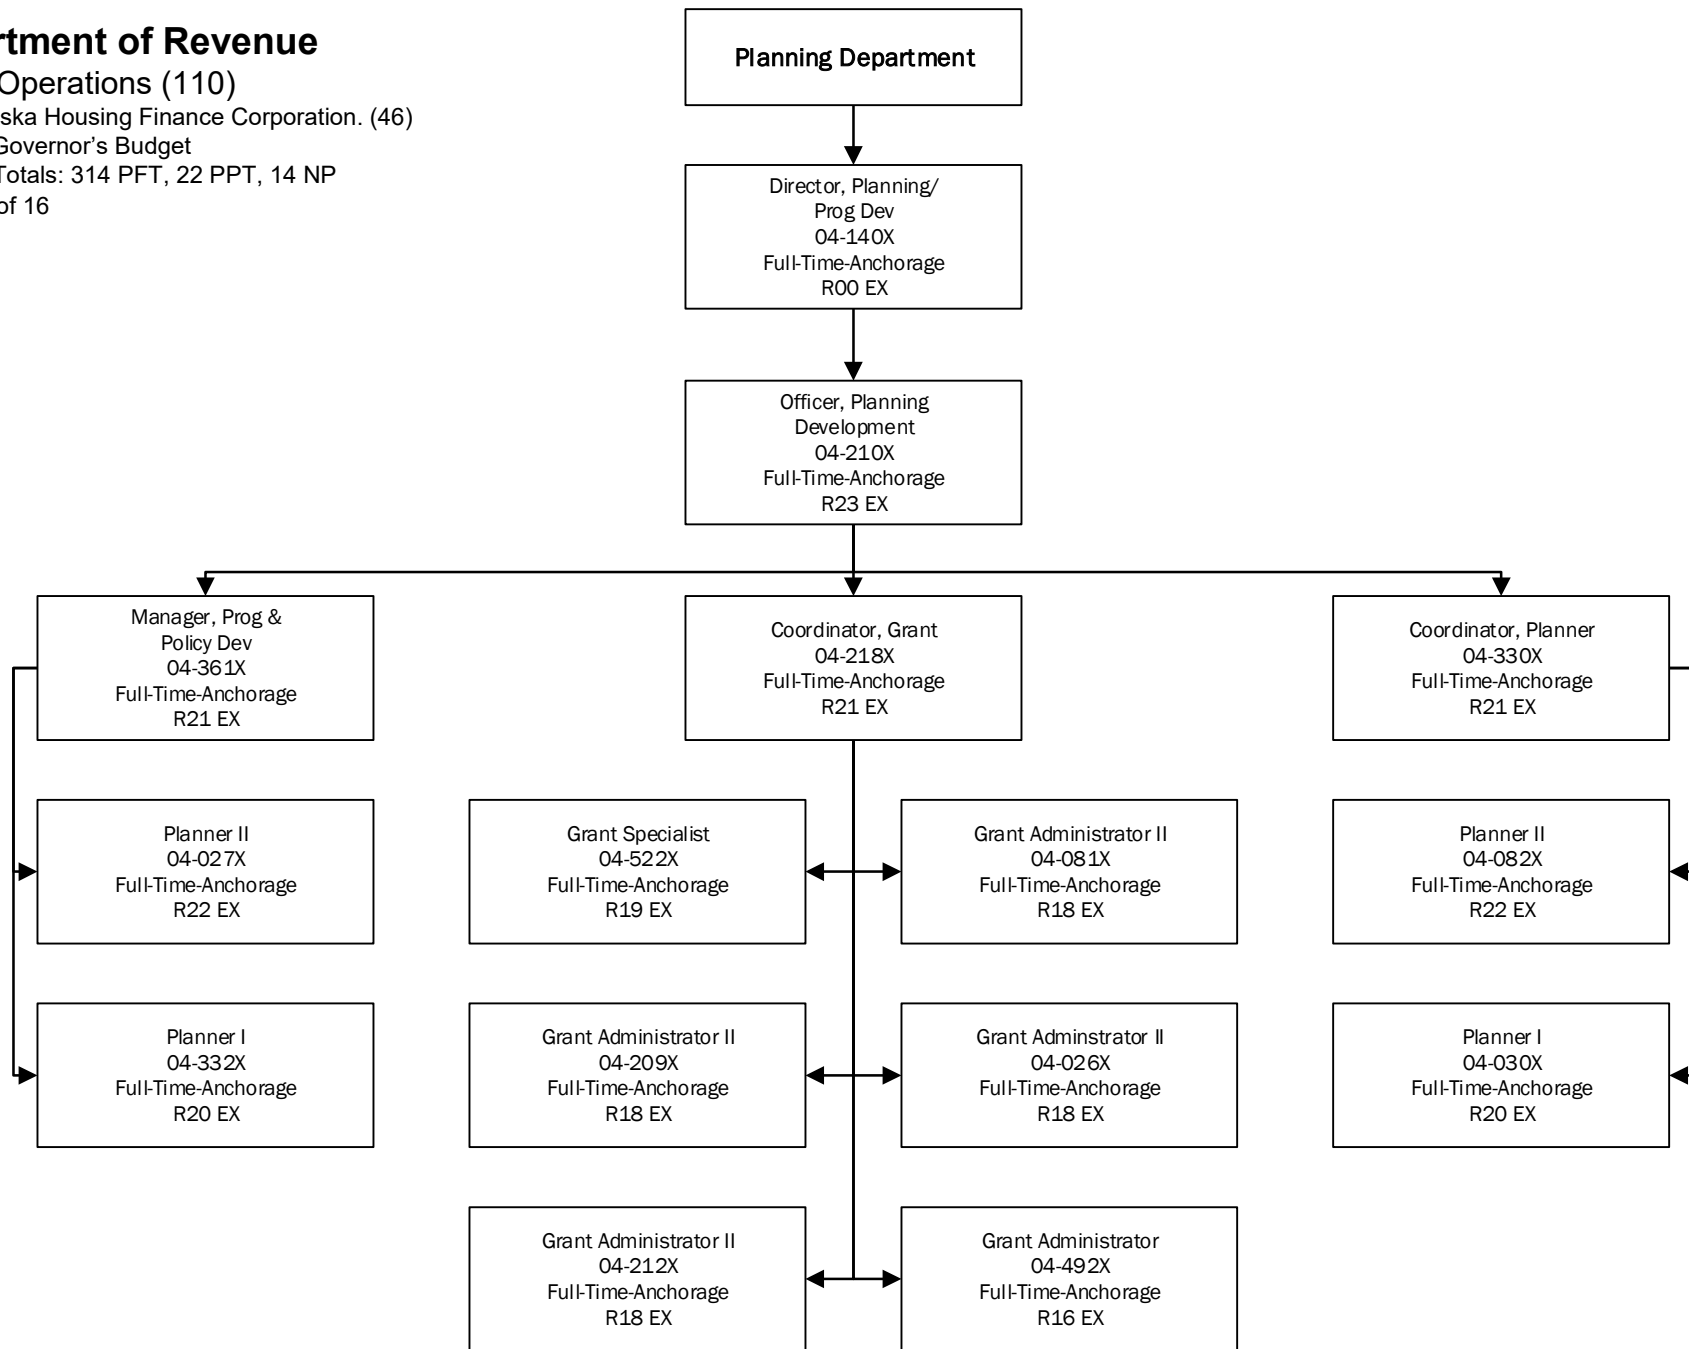 rtment of Revenue
Operations (110)
ska Housing Finance Corporation. (46)
Governor's Budget
Totals: 314 PFT, 22 PPT, 14 NP
of 16
Planning Department
Director, Planning/
Prog Dev
04-140X
Full-Time-Anchorage
R00 EX
Officer, Planning
Development
04-210X
Full-Time-Anchorage
R23 EX
Manager, Prog &
Policy Dev
04-361X
Full-Time-Anchorage
R21 EX
Coordinator, Grant
04-218X
Full-Time-Anchorage
R21 EX
Coordinator, Planner
04-330X
Full-Time-Anchorage
R21 EX
Planner II
04-027X
Full-Time-Anchorage
R22 EX
Grant Specialist
04-522X
Full-Time-Anchorage
R19 EX
Grant Administrator II
04-081X
Full-Time-Anchorage
R18 EX
Planner II
04-082X
Full-Time-Anchorage
R22 EX
Planner I
04-332X
Full-Time-Anchorage
R20 EX
Grant Administrator II
04-209X
Full-Time-Anchorage
R18 EX
Grant Adminstrator II
04-026X
Full-Time-Anchorage
R18 EX
Planner I
04-030X
Full-Time-Anchorage
R20 EX
Grant Administrator II
04-212X
Full-Time-Anchorage
R18 EX
Grant Administrator
04-492X
Full-Time-Anchorage
R16 EX